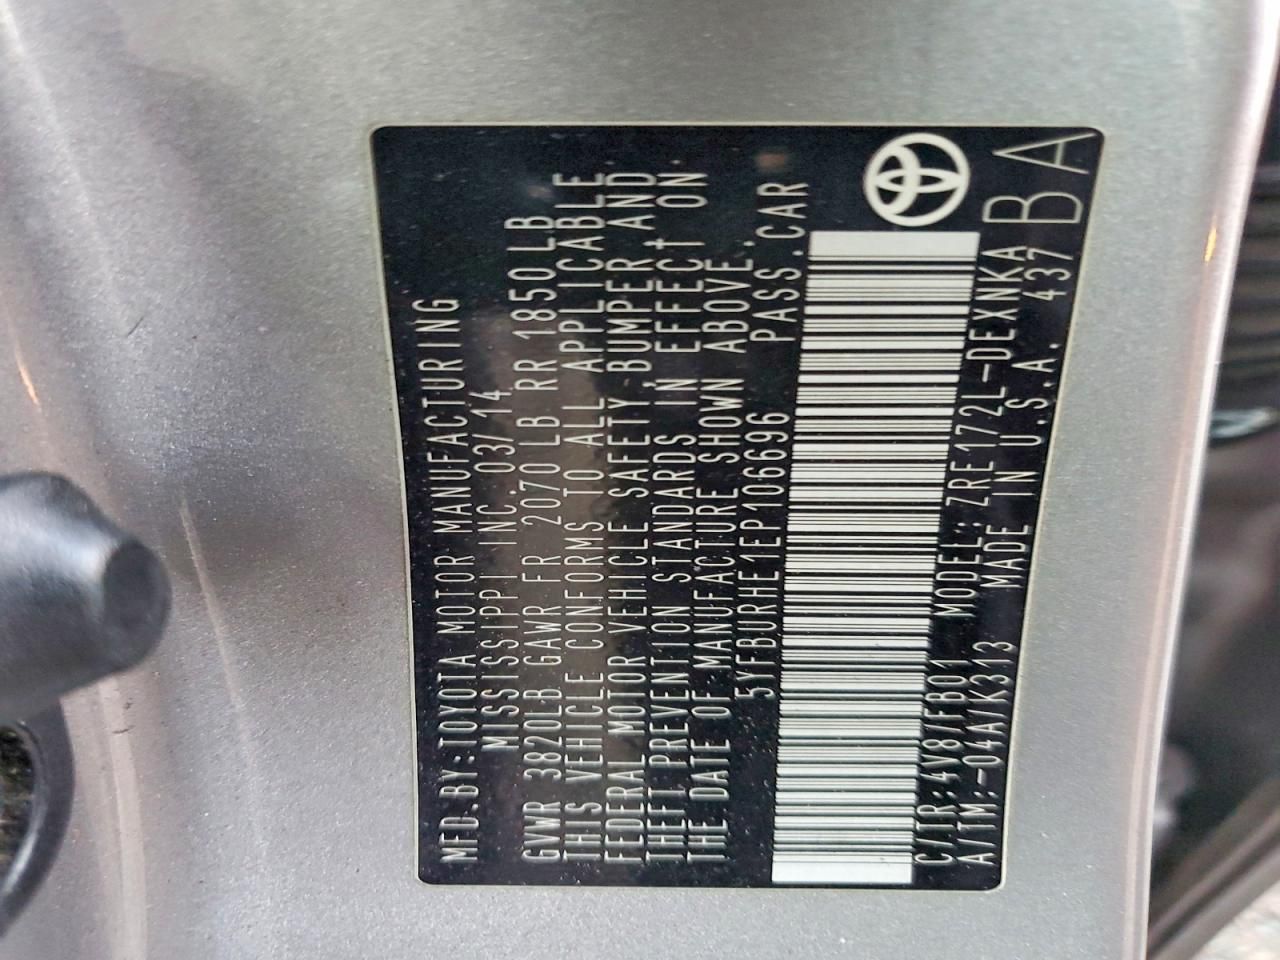 MFD.BY:TOYOTA MOTOR MANUFACTURING
MISSISSIPPI INC.03/14
GVWR 3820LB GAWR FR 2070LB RR 1850LB
THIS VEHICLE CONFORMS TO ALL APPLICABLE
FEDERAL MOTOR VEHICLE SAFETY,BUMPER AND
THEFT PREVENTION STANDARDS IN EFFECT ON
THE DATE OF MANUFACTURE SHOWN ABOVE.
5YFBURHE1EP106696 PASS.CAR
C/TR:4V8/FB01 MODEL:ZRE172L-DEXNKA
A/TM:-04A/K313 MADE IN U.S.A. 437
BA